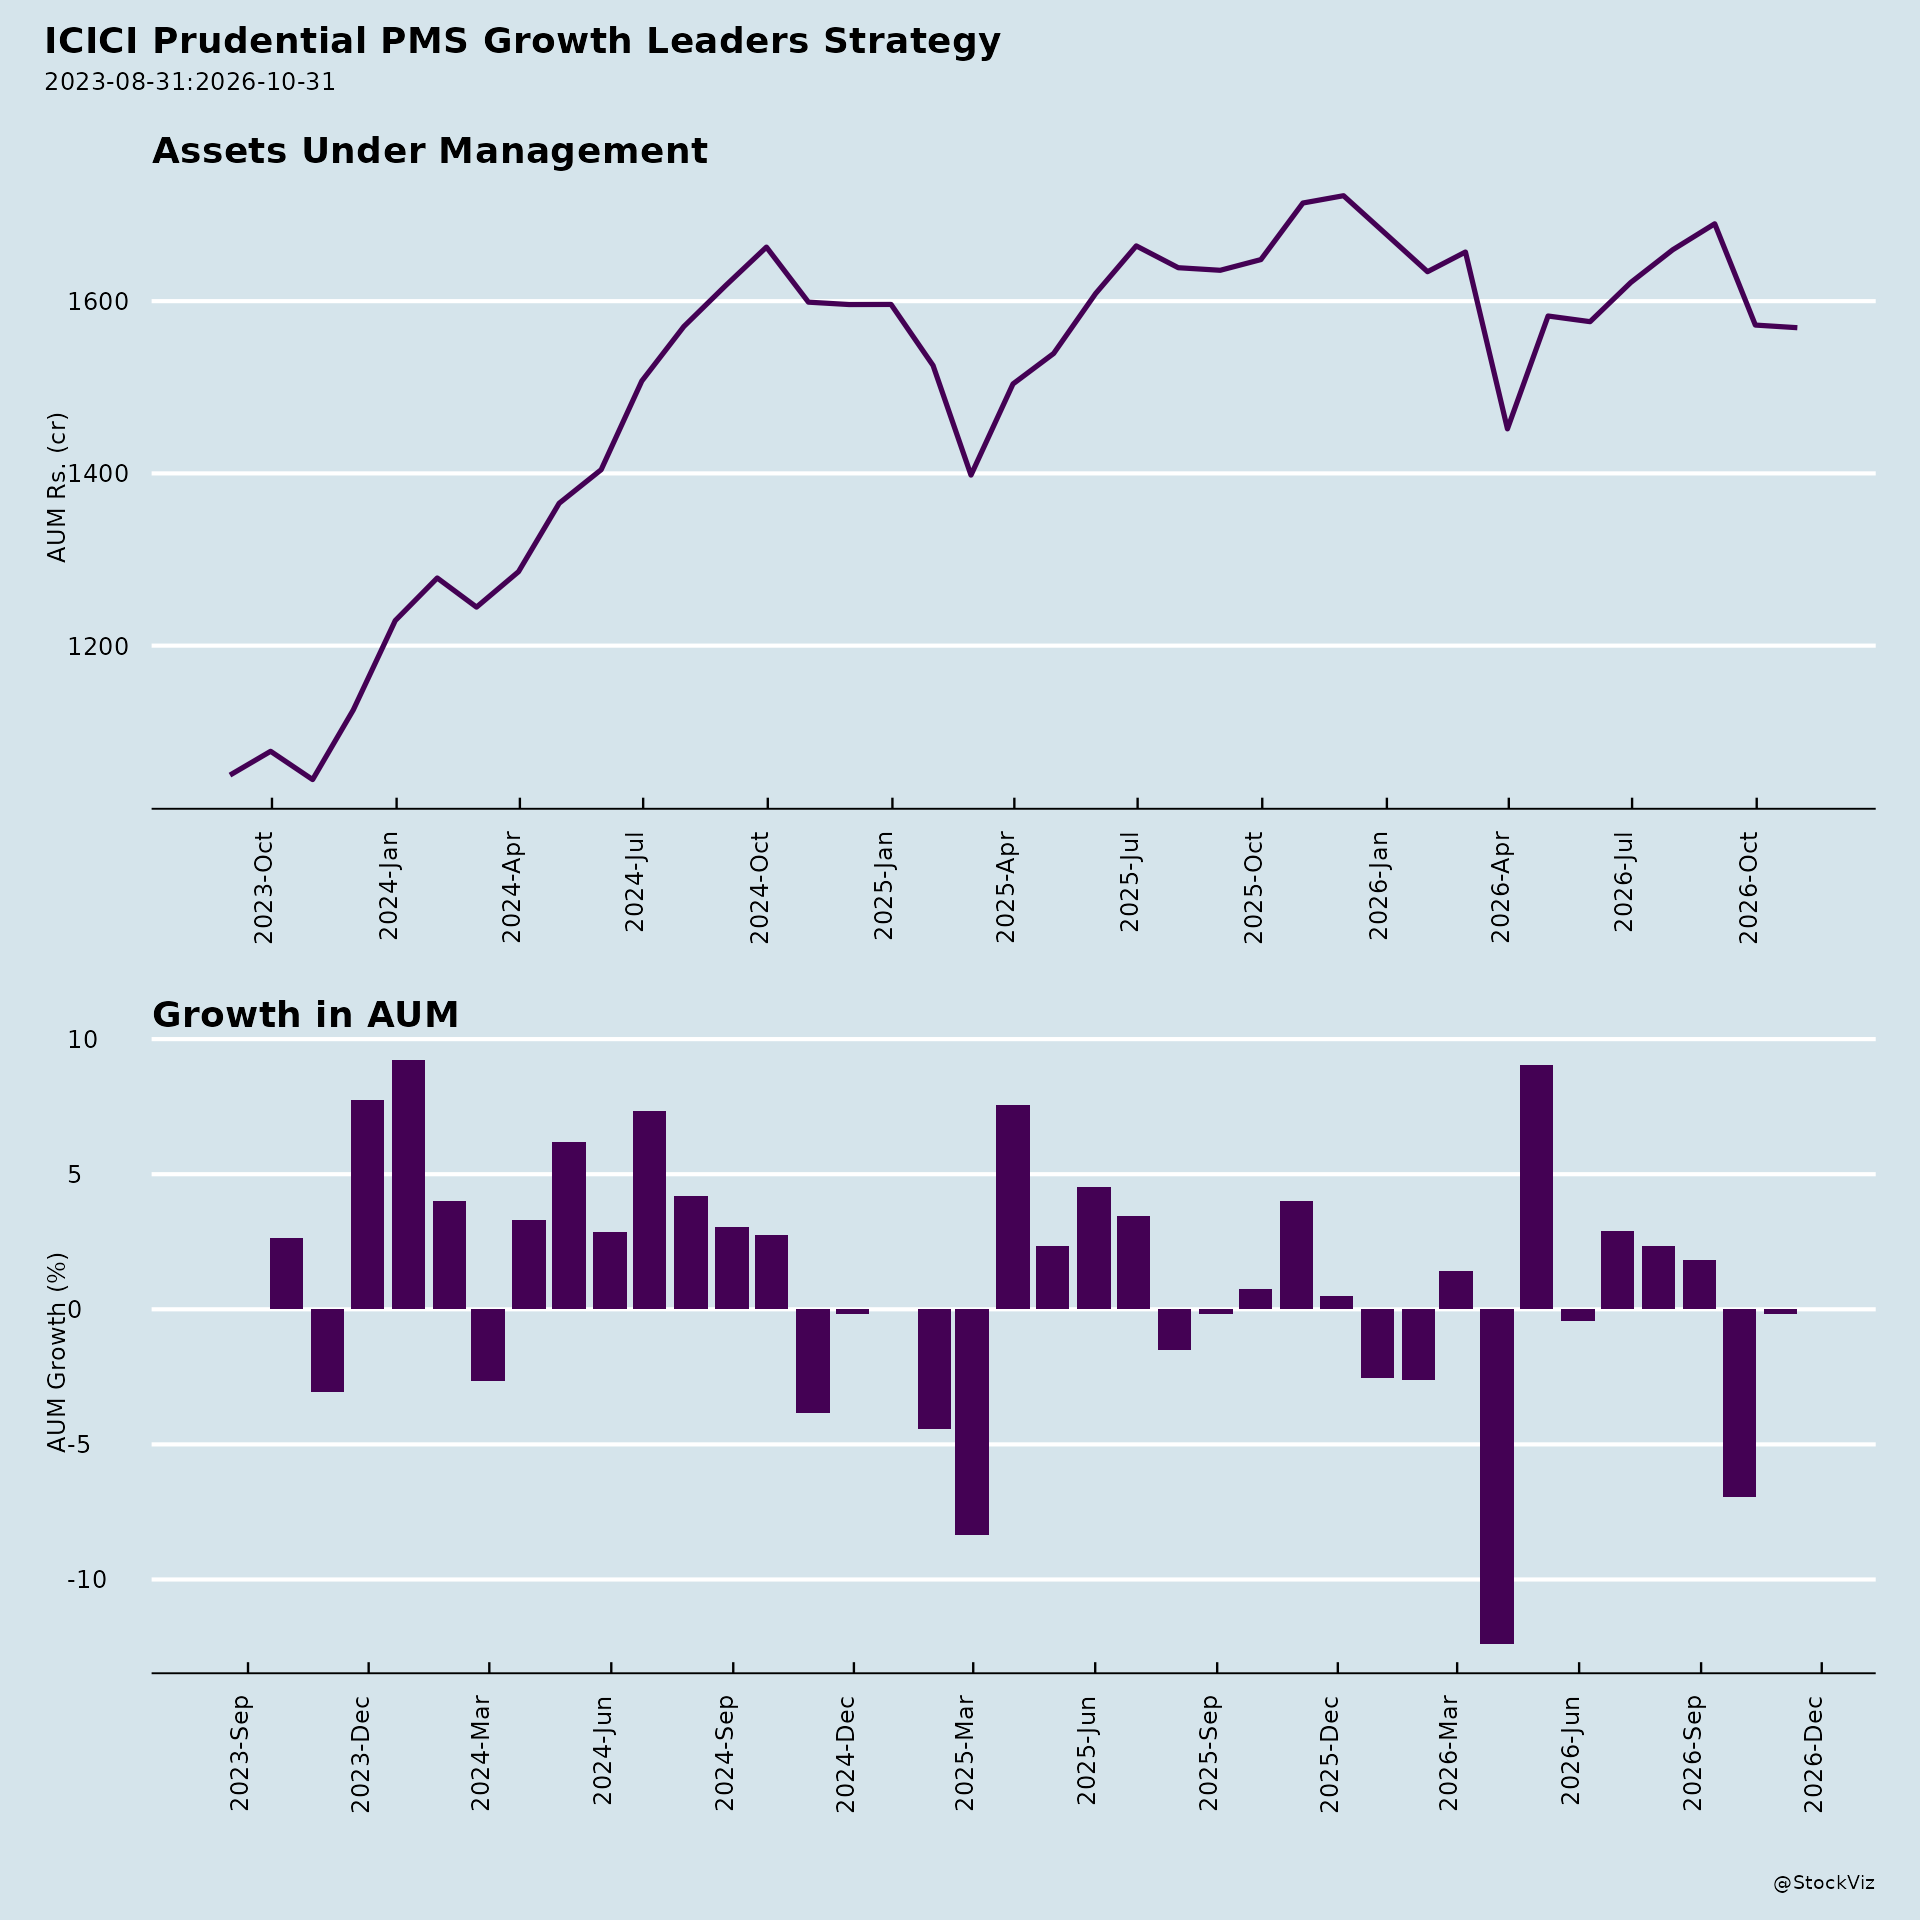 ICICI Prudential PMS Growth Leaders Strategy
2023-08-31:2026-10-31
Assets Under Management
AUM Rs. (cr)
1600
1400
1200
2023-Oct
2024-Jan
2024-Apr
2024-Jul
2024-Oct
2025-Jan
2025-Apr
2025-Jul
2025-Oct
2026-Jan
2026-Apr
2026-Jul
2026-Oct
Growth in AUM
AUM Growth (%)
10
5
0
-5
-10
2023-Sep
2023-Dec
2024-Mar
2024-Jun
2024-Sep
2024-Dec
2025-Mar
2025-Jun
2025-Sep
2025-Dec
2026-Mar
2026-Jun
2026-Sep
2026-Dec
@StockViz